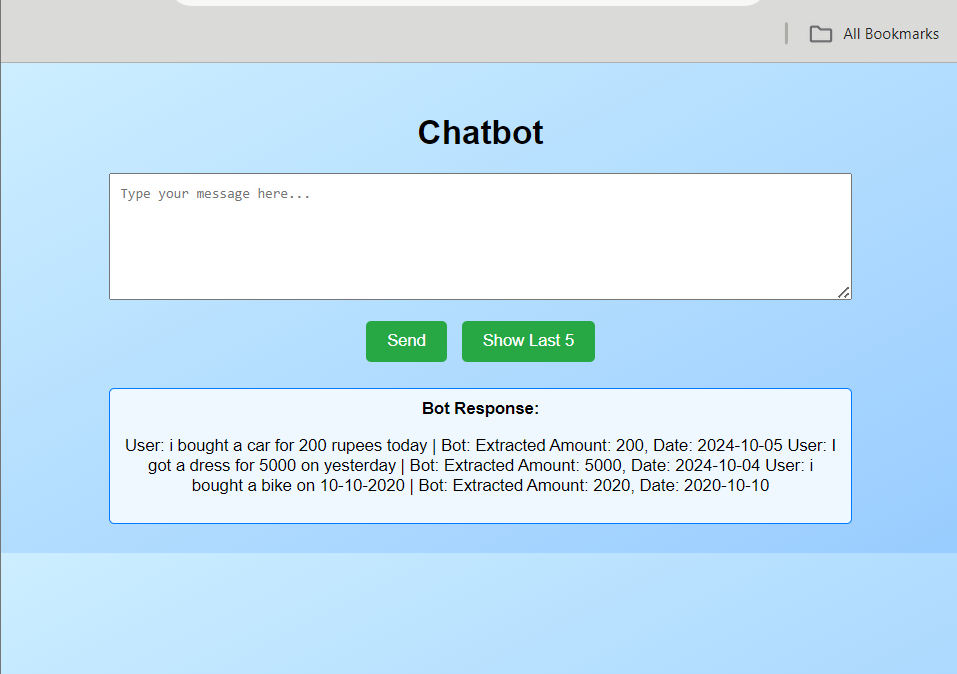 All Bookmarks
Chatbot
Type your message here...
Send
Show Last 5
Bot Response:
User: i bought a car for 200 rupees today | Bot: Extracted Amount: 200, Date: 2024-10-05 User: I
got a dress for 5000 on yesterday | Bot: Extracted Amount: 5000, Date: 2024-10-04 User: i
bought a bike on 10-10-2020 | Bot: Extracted Amount: 2020, Date: 2020-10-10